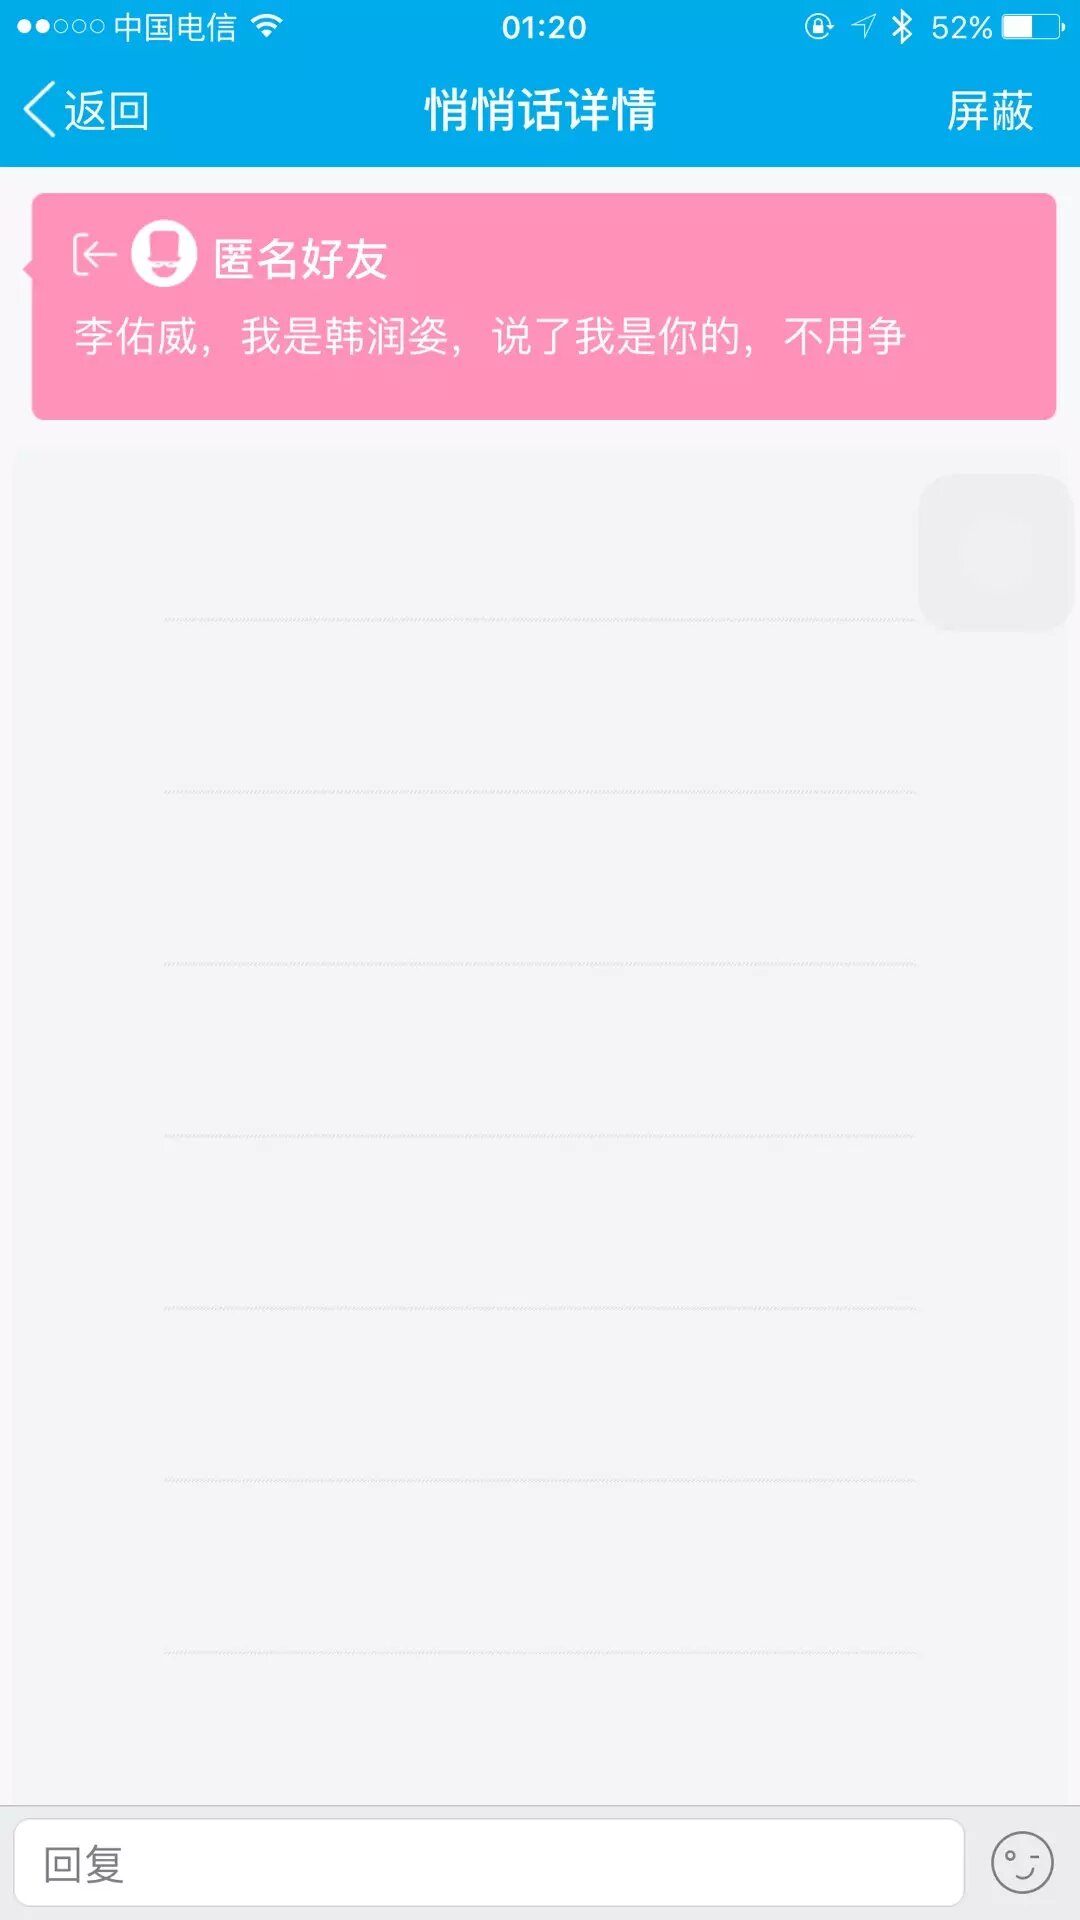 中国电信 01:20 52%
返回 悄悄话详情 屏蔽
匿名好友
李佑威，我是韩润姿，说了我是你的，不用争
回复